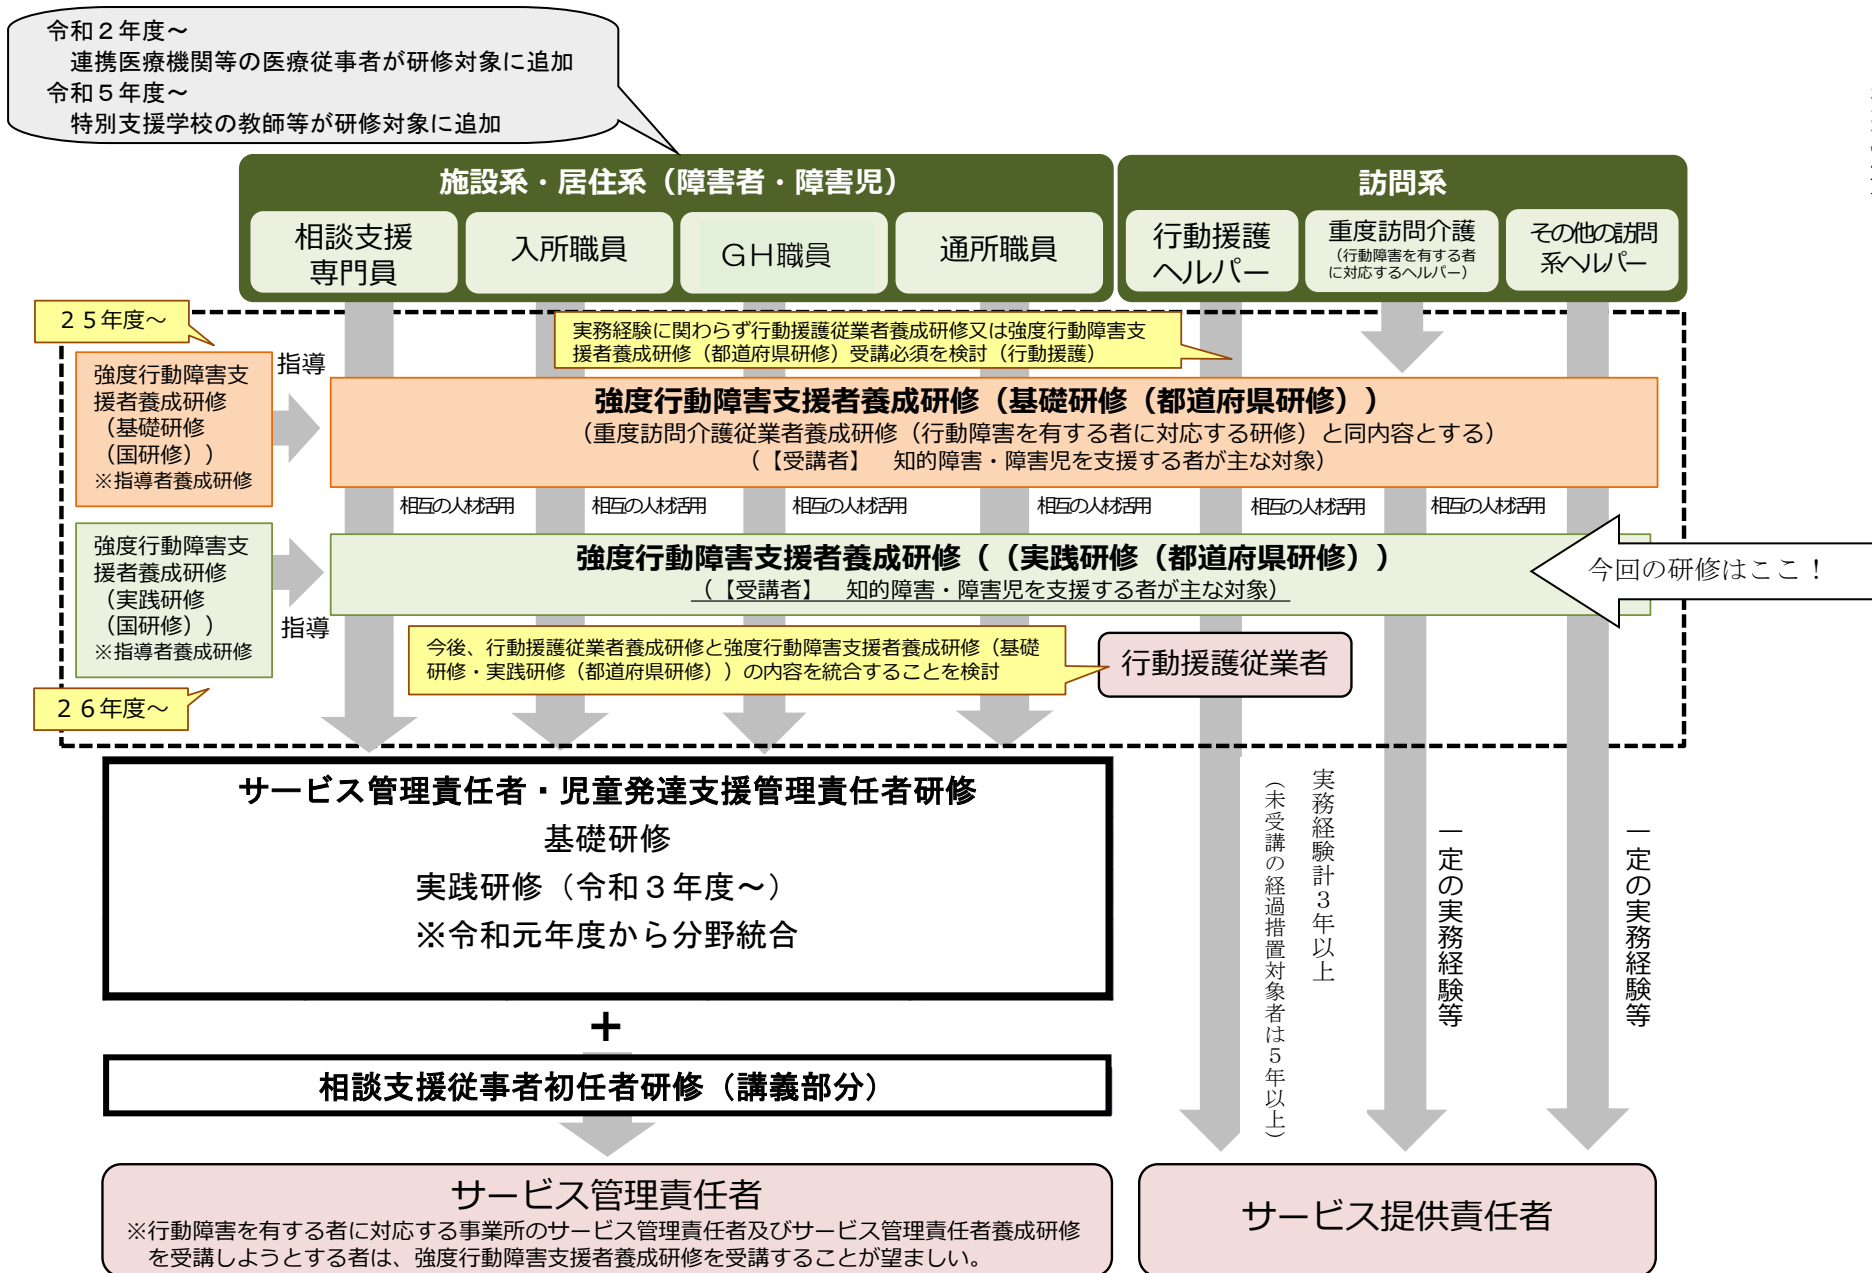 令和２年度～
連携医療機関等の医療従事者が研修対象に追加
令和５年度～
特別支援学校の教師等が研修対象に追加
施設系・居住系（障害者・障害児）
訪問系
相談支援
専門員
入所職員
ＧＨ職員
通所職員
行動援護
ヘルパー
重度訪問介護
（行動障害を有する者
に対応するヘルパー）
その他の訪問
系ヘルパー
２５年度～
実務経験に関わらず行動援護従業者養成研修又は強度行動障害支
援者養成研修（都道府県研修）受講必須を検討（行動援護）
強度行動障害支
援者養成研修
（基礎研修
（国研修））
※指導者養成研修
指導
強度行動障害支援者養成研修（基礎研修（都道府県研修））
（重度訪問介護従業者養成研修（行動障害を有する者に対応する研修）と同内容とする）
（【受講者】　知的障害・障害児を支援する者が主な対象）
相互の人材活用
相互の人材活用
相互の人材活用
相互の人材活用
相互の人材活用
相互の人材活用
強度行動障害支
援者養成研修
（実践研修
（国研修））
※指導者養成研修
指導
強度行動障害支援者養成研修（（実践研修（都道府県研修））
（【受講者】　知的障害・障害児を支援する者が主な対象）
今回の研修はここ！
今後、行動援護従業者養成研修と強度行動障害支援者養成研修（基礎
研修・実践研修（都道府県研修））の内容を統合することを検討
行動援護従業者
２６年度～
サービス管理責任者・児童発達支援管理責任者研修
基礎研修
実践研修（令和３年度～）
※令和元年度から分野統合
＋
相談支援従事者初任者研修（講義部分）
実務経験計３年以上
（未受講の経過措置対象者は５年以上）
一定の実務経験等
一定の実務経験等
サービス管理責任者
※行動障害を有する者に対応する事業所のサービス管理責任者及びサービス管理責任者養成研修
を受講しようとする者は、強度行動障害支援者養成研修を受講することが望ましい。
サービス提供責任者